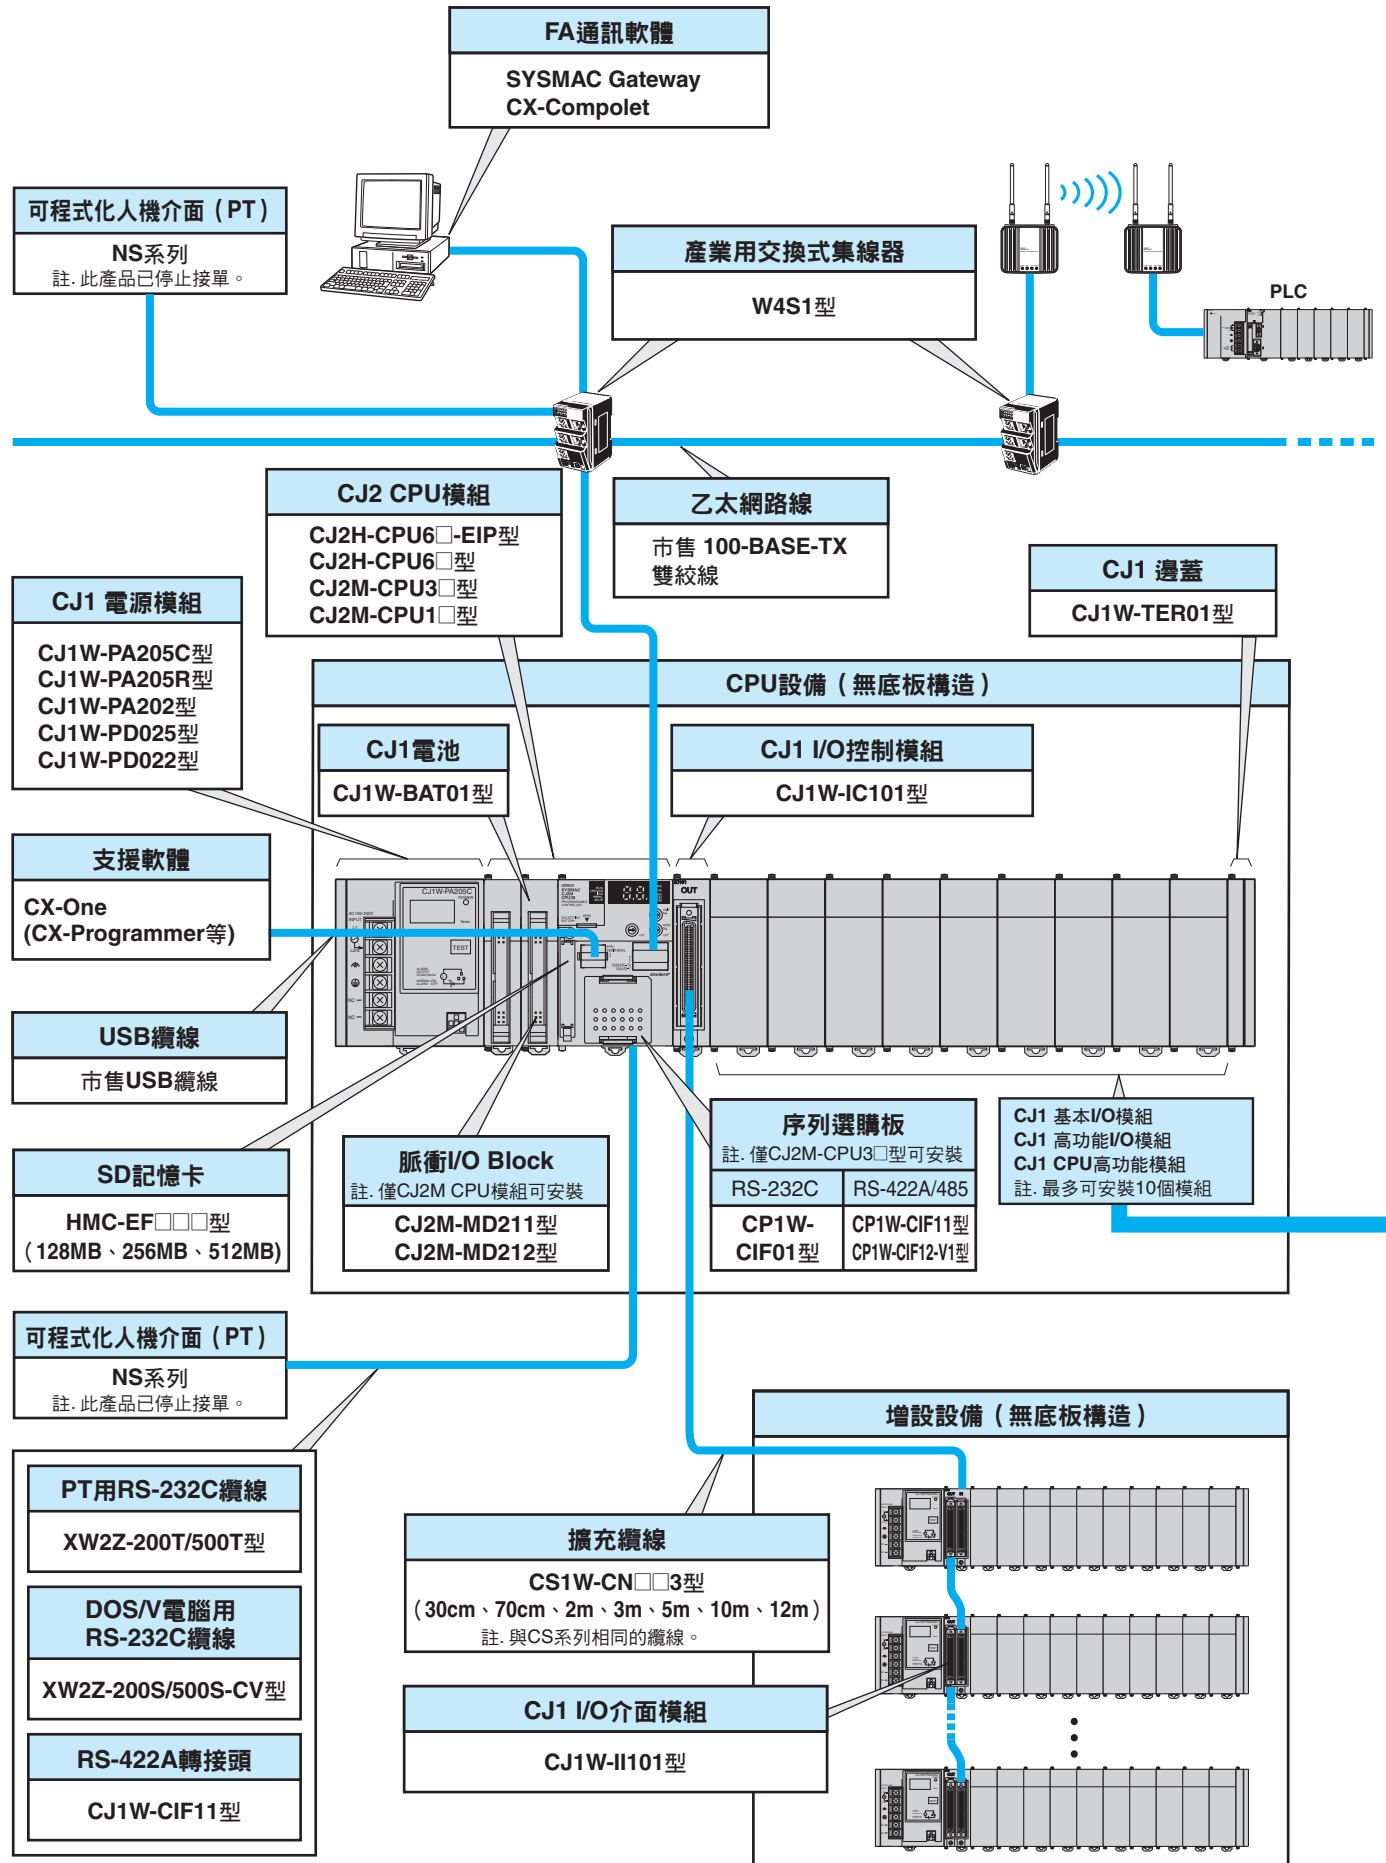 FA通訊軟體
SYSMAC Gateway
CX-Compolet
可程式化人機介面（PT）
NS系列
註. 此產品已停止接單。
產業用交換式集線器
W4S1型
PLC
CJ2 CPU模組
CJ2H-CPU6□-EIP型
CJ2H-CPU6□型
CJ2M-CPU3□型
CJ2M-CPU1□型
乙太網路線
市售 100-BASE-TX
雙絞線
CJ1 邊蓋
CJ1W-TER01型
CJ1 電源模組
CJ1W-PA205C型
CJ1W-PA205R型
CJ1W-PA202型
CJ1W-PD025型
CJ1W-PD022型
CPU設備（無底板構造）
CJ1電池
CJ1W-BAT01型
CJ1 I/O控制模組
CJ1W-IC101型
支援軟體
CX-One
(CX-Programmer等)
CJ1W-PA205C
TEST
OUT
USB纜線
市售USB纜線
SD記憶卡
HMC-EF□□□型
（128MB、256MB、512MB)
脈衝I/O Block
註. 僅CJ2M CPU模組可安裝
CJ2M-MD211型
CJ2M-MD212型
序列選購板
註. 僅CJ2M-CPU3□型可安裝
RS-232C
RS-422A/485
CP1W-
CIF01型
CP1W-CIF11型
CP1W-CIF12-V1型
CJ1 基本I/O模組
CJ1 高功能I/O模組
CJ1 CPU高功能模組
註. 最多可安裝10個模組
可程式化人機介面（PT）
NS系列
註. 此產品已停止接單。
增設設備（無底板構造）
PT用RS-232C纜線
XW2Z-200T/500T型
DOS/V電腦用
RS-232C纜線
XW2Z-200S/500S-CV型
RS-422A轉接頭
CJ1W-CIF11型
擴充纜線
CS1W-CN□□3型
（30cm、70cm、2m、3m、5m、10m、12m）
註. 與CS系列相同的纜線。
CJ1 I/O介面模組
CJ1W-II101型